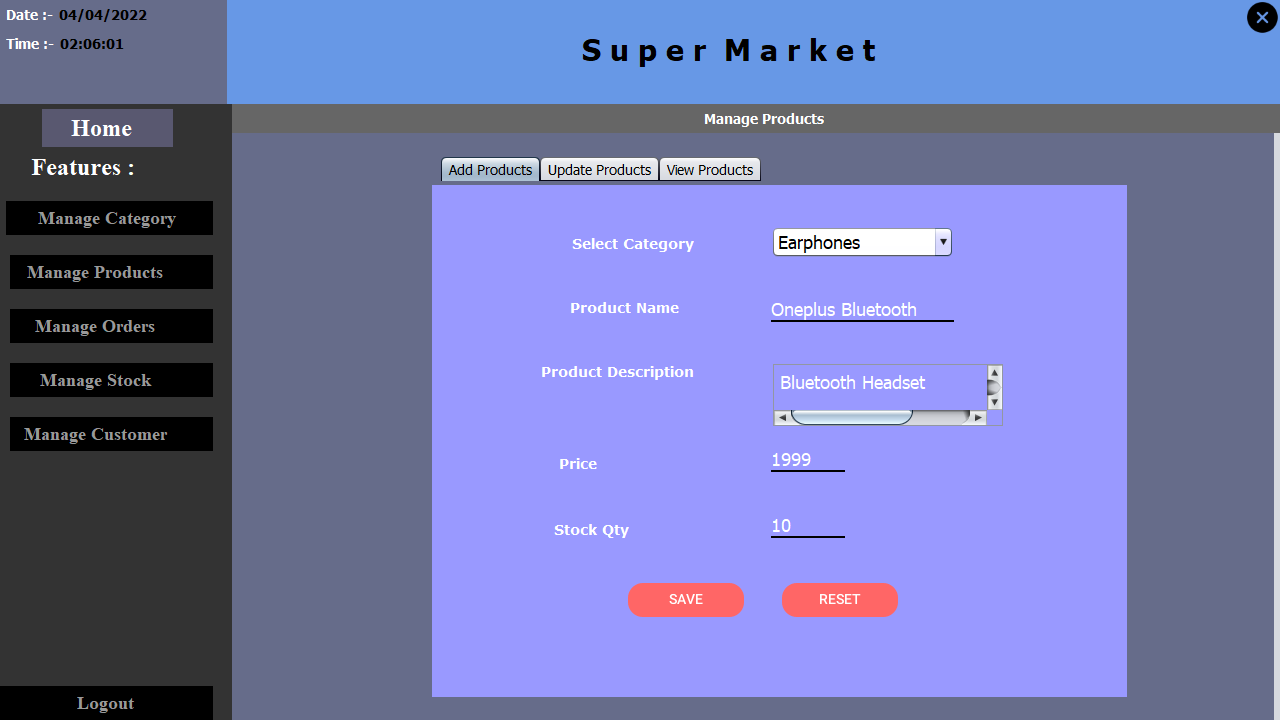 Date :- 04/04/2022
Time :- 02:06:01
Super Market
Home
Features :
Manage Category
Manage Products
Manage Orders
Manage Stock
Manage Customer
Logout
Manage Products
Add Products Update Products View Products
Select Category Earphones
Product Name Oneplus Bluetooth
Product Description Bluetooth Headset
Price 1999
Stock Qty 10
SAVE RESET